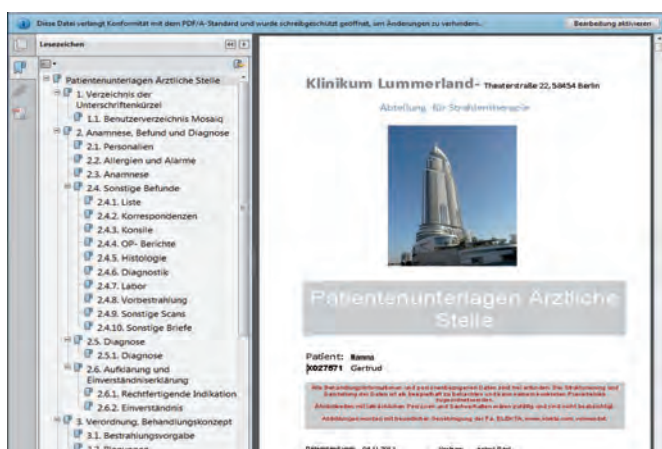 Diese Datei verlangt Konformität mit dem PDF/A-Standard und wurde schreibgeschützt geöffnet, um Änderungen zu verhindern.
Bearbeitung aktivieren
Lesezeichen
Patientenunterlagen Ärztliche Stelle
1. Verzeichnis der
Unterschriftenkürzel
1.1. Benutzerverzeichnis Mosaiq
2. Anamnese, Befund und Diagnose
2.1. Personalien
2.2. Allergien und Alarme
2.3. Anamnese
2.4. Sonstige Befunde
2.4.1. Liste
2.4.2. Korrespondenzen
2.4.3. Konsile
2.4.4. OP- Berichte
2.4.5. Histologie
2.4.6. Diagnostik
2.4.7. Labor
2.4.8. Vorbestrahlung
2.4.9. Sonstige Scans
2.4.10. Sonstige Briefe
2.5. Diagnose
2.5.1. Diagnose
2.6. Aufklärung und
Einverständniserklärung
2.6.1. Rechtfertigende Indikation
2.6.2. Einverständnis
3. Verordnung, Behandlungskonzept
3.1. Bestrahlungsvorgabe
Klinikum Lummerland- Theaterstraße 22, 58454 Berlin
Abteilung für Strahlentherapie
Patientenunterlagen Ärztliche
Stelle
Patient: Hanna
X027671 Gertrud